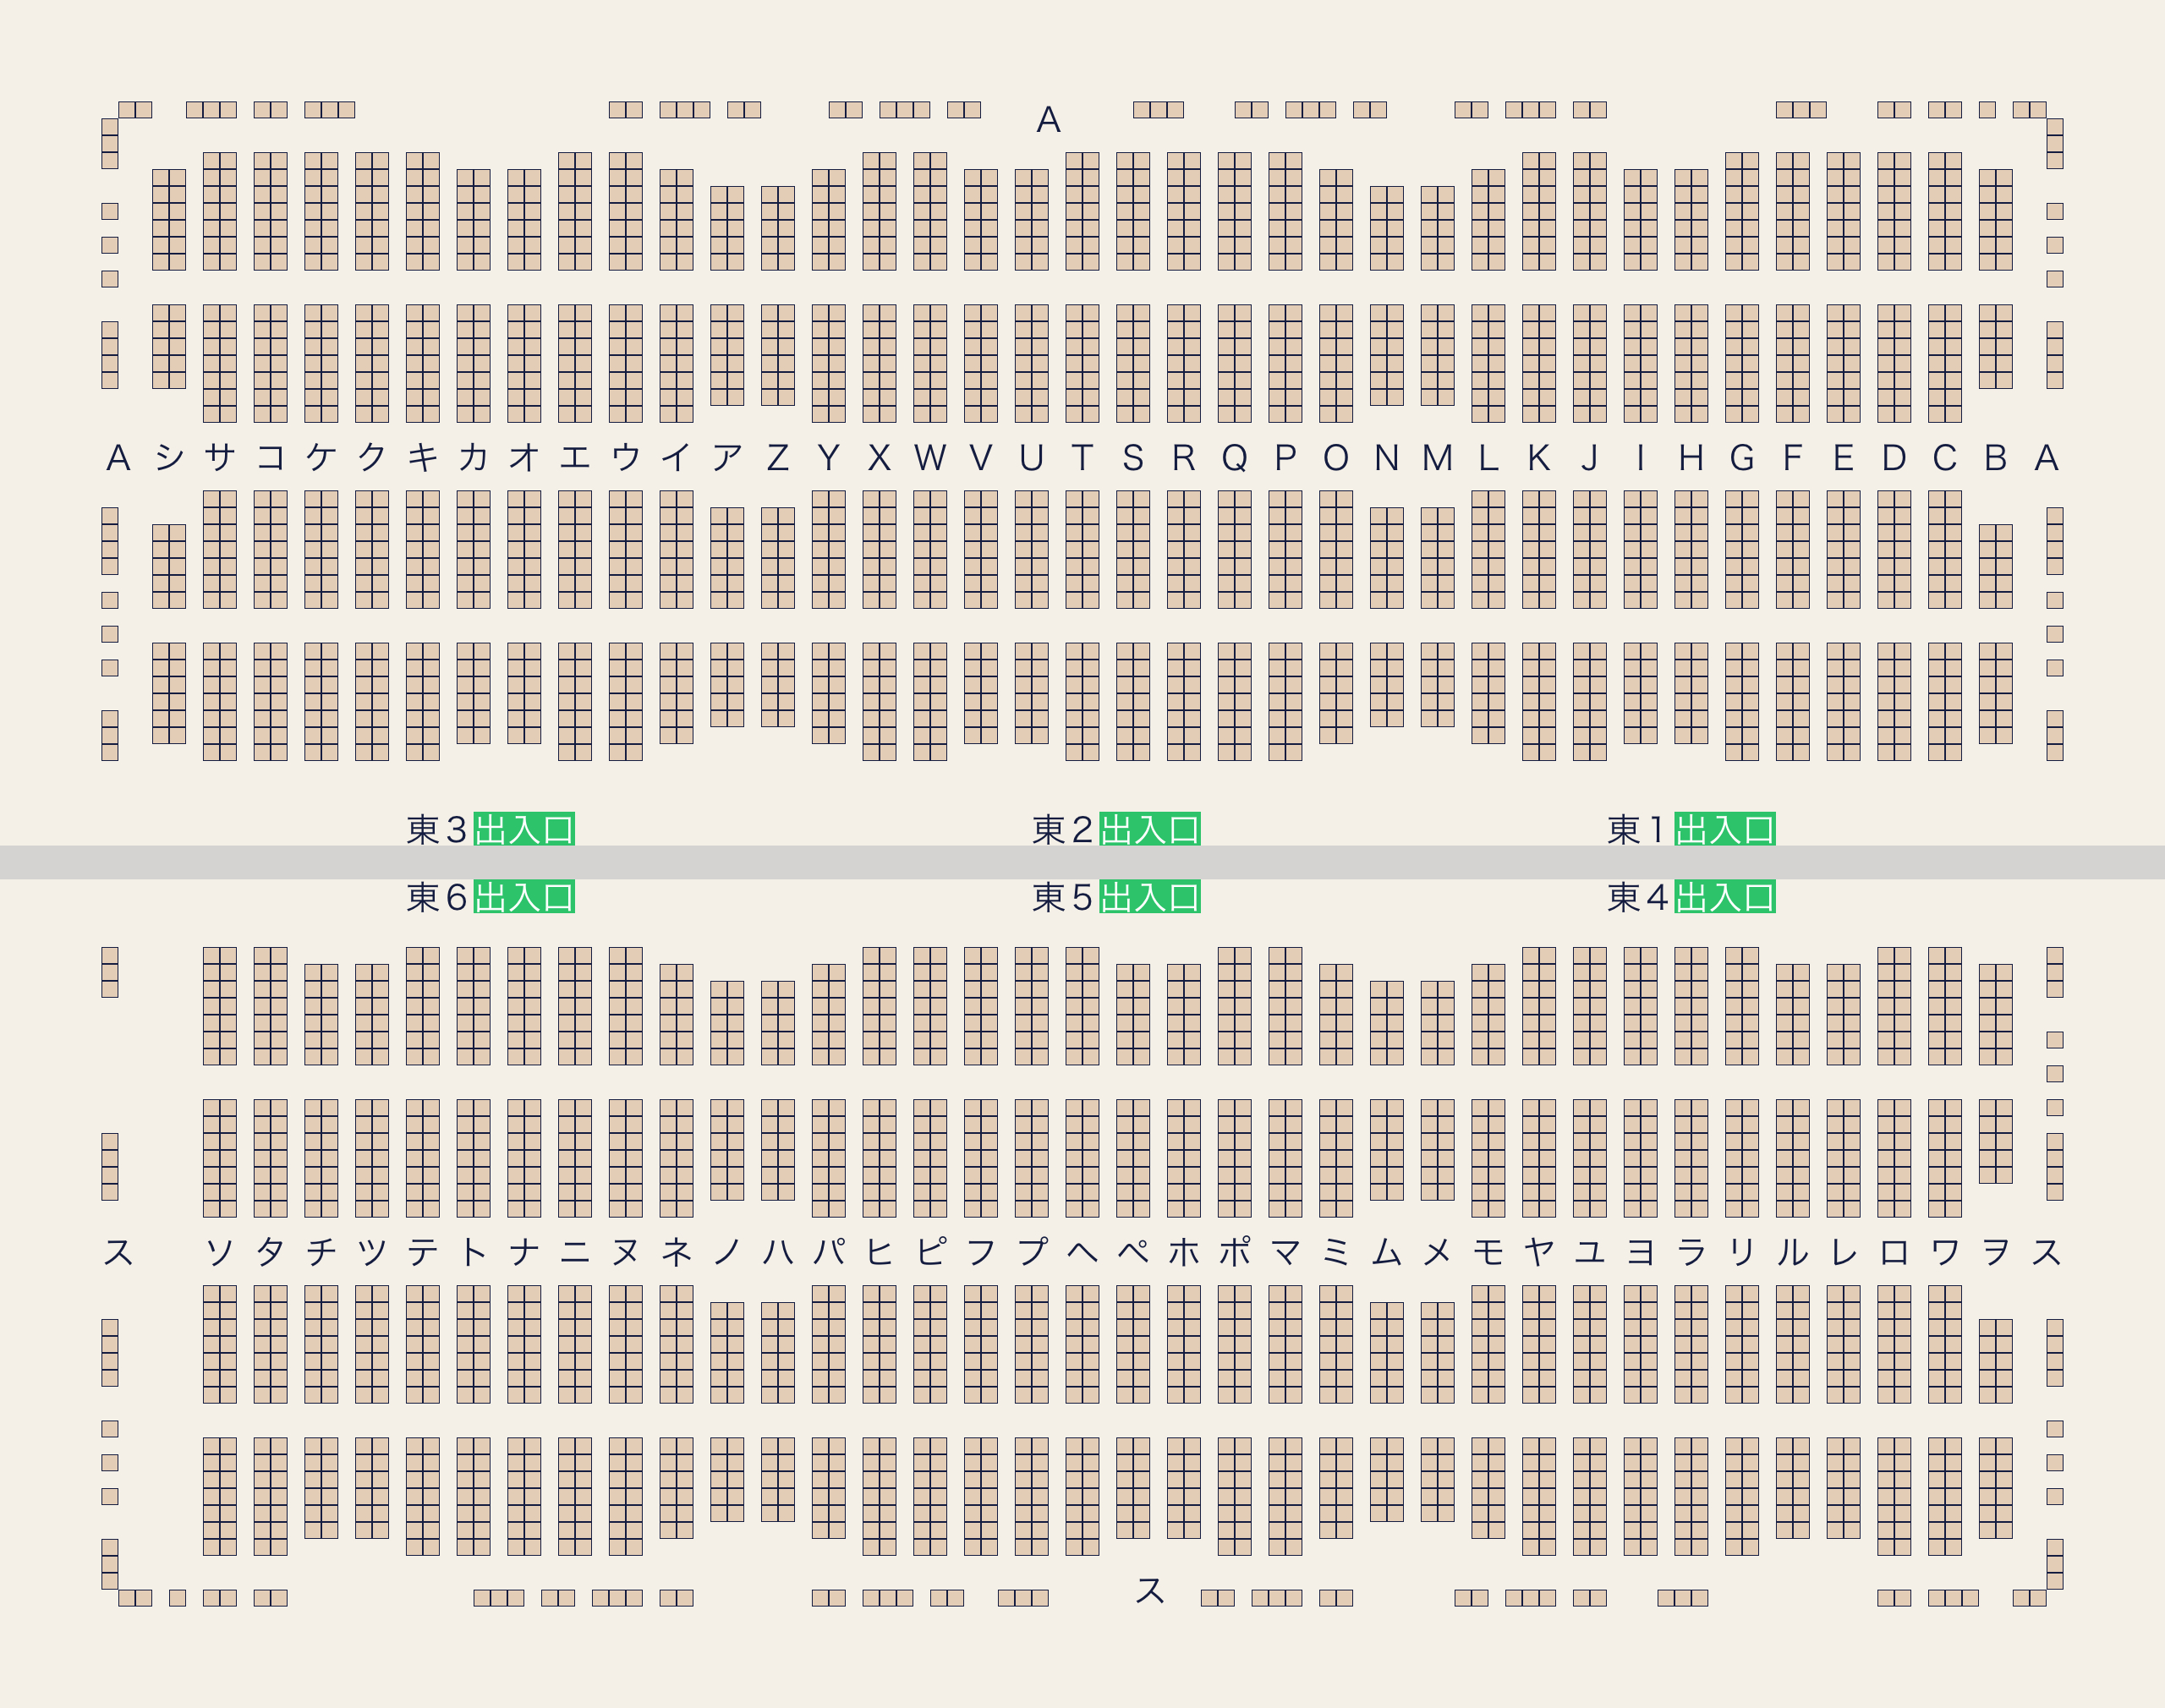 A
A シ サ コ ケ ク キ カ オ エ ウ イ ア Z Y X W V U T S R Q P O N M L K J I H G F E D C B A
東3 出入口 東2 出入口 東1 出入口
東6 出入口 東5 出入口 東4 出入口
ス ソ タ チ ツ テ ト ナ ニ ヌ ネ ノ ハ パ ヒ ピ フ プ ヘ ペ ホ ポ マ ミ ム メ モ ヤ ユ ヨ ラ リ ル レ ロ ワ ヲ ス
ス